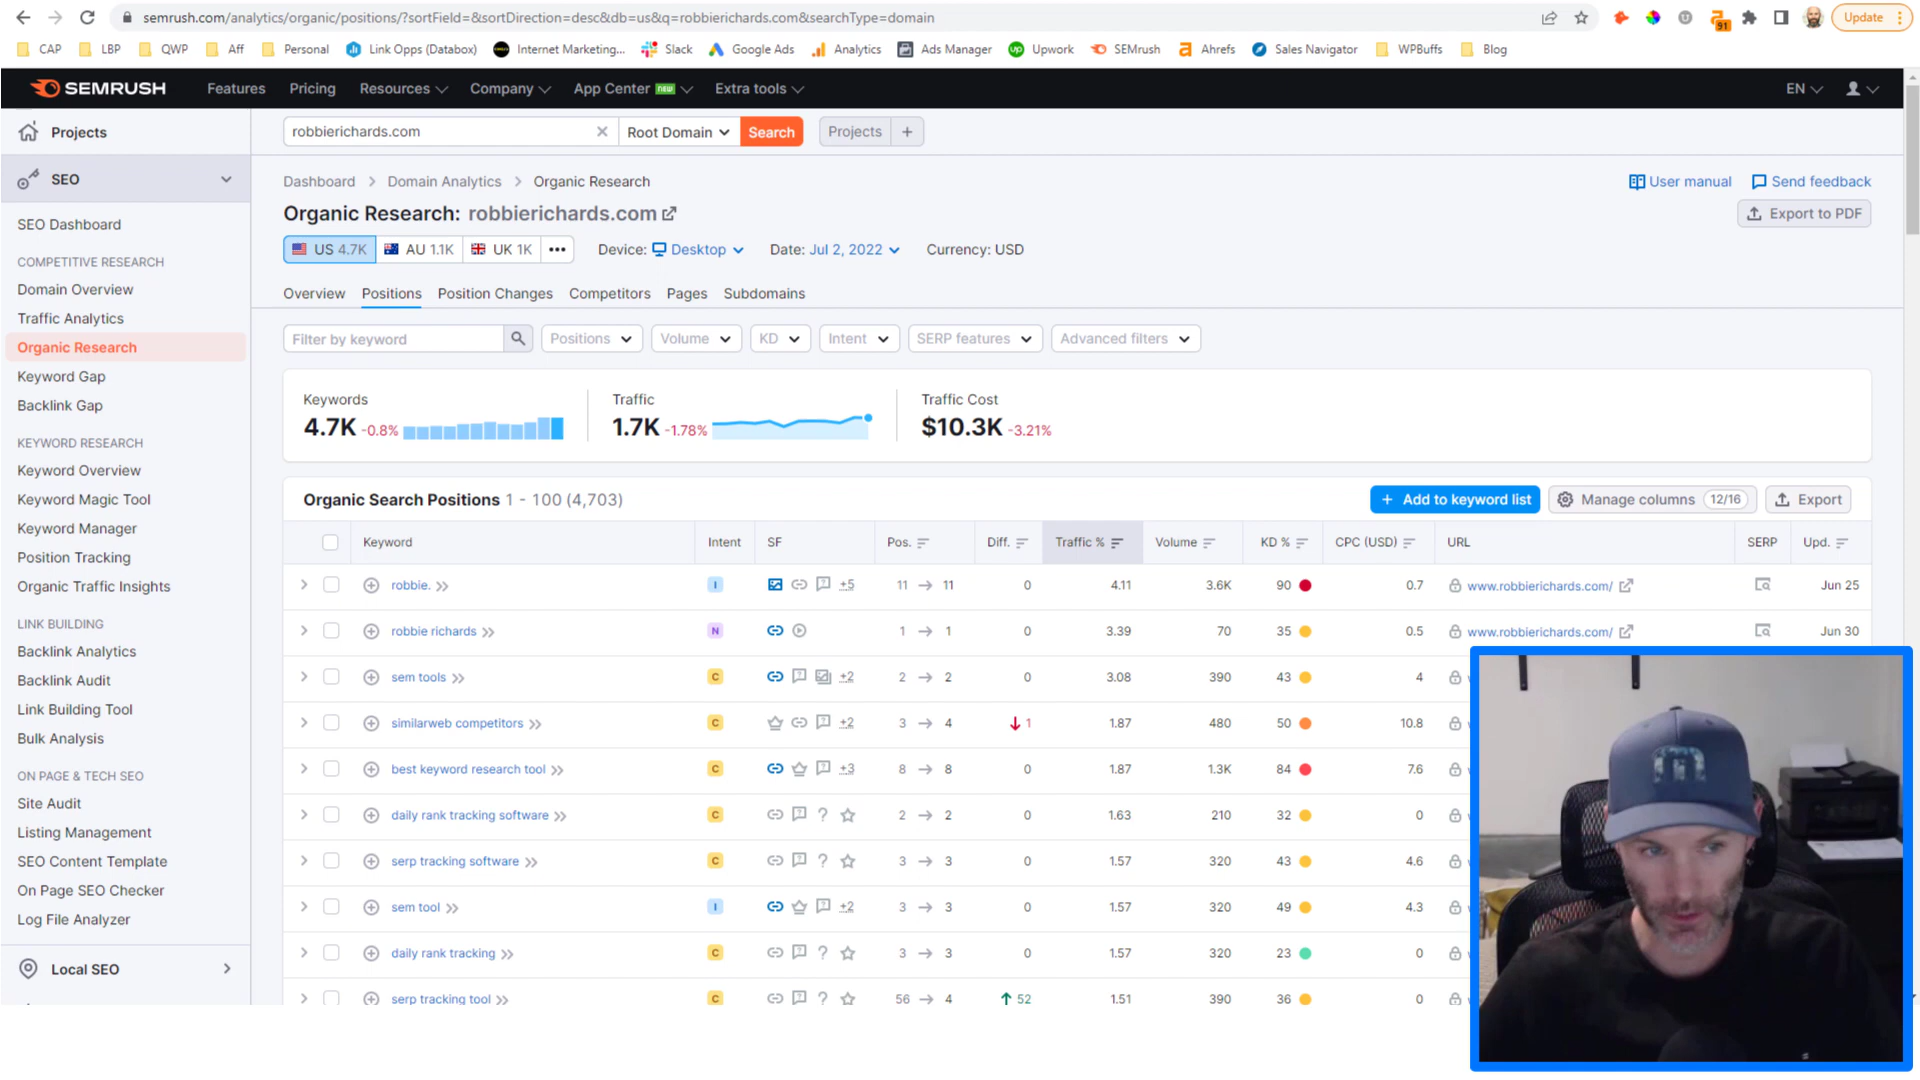 semrush.com/analytics/organic/positions/?sortField=&sortDirection=desc&db=us&q=robbierichards.com&searchType=domain
91
Update
CAP
LBP
QWP
Aff
Personal
Link Opps (Databox)
Internet Marketing...
Slack
Google Ads
Analytics
Ads Manager
Upwork
SEMrush
Ahrefs
Sales Navigator
WPBuffs
Blog
SEMRUSH
Features
Pricing
Resources
Company
App Center new
Extra tools
EN
Projects
SEO
SEO Dashboard
COMPETITIVE RESEARCH
Domain Overview
Traffic Analytics
Organic Research
Keyword Gap
Backlink Gap
KEYWORD RESEARCH
Keyword Overview
Keyword Magic Tool
Keyword Manager
Position Tracking
Organic Traffic Insights
LINK BUILDING
Backlink Analytics
Backlink Audit
Link Building Tool
Bulk Analysis
ON PAGE & TECH SEO
Site Audit
Listing Management
SEO Content Template
On Page SEO Checker
Log File Analyzer
Local SEO
robbierichards.com
Root Domain
Search
Projects +
Dashboard > Domain Analytics > Organic Research
User manual
Send feedback
Organic Research: robbierichards.com
Export to PDF
US 4.7K
AU 1.1K
UK 1K
Device: Desktop
Date: Jul 2, 2022
Currency: USD
Overview
Positions
Position Changes
Competitors
Pages
Subdomains
Filter by keyword
Positions
Volume
KD
Intent
SERP features
Advanced filters
Keywords
4.7K -0.8%
Traffic
1.7K -1.78%
Traffic Cost
$10.3K -3.21%
Organic Search Positions 1 - 100 (4,703)
+ Add to keyword list
Manage columns 12/16
Export
Keyword Intent SF Pos. Diff. Traffic % Volume KD % CPC (USD) URL SERP Upd.
robbie. I +5 11 → 11 0 4.11 3.6K 90 0.7 www.robbierichards.com/ Jun 25
robbie richards N 1 → 1 0 3.39 70 35 0.5 www.robbierichards.com/ Jun 30
sem tools C +2 2 → 2 0 3.08 390 43 4
similarweb competitors C +2 3 → 4 ↓ 1 1.87 480 50 10.8
best keyword research tool C +3 8 → 8 0 1.87 1.3K 84 7.6
daily rank tracking software C ? 2 → 2 0 1.63 210 32 0
serp tracking software C ? 3 → 3 0 1.57 320 43 4.6
sem tool I +2 3 → 3 0 1.57 320 49 4.3
daily rank tracking C ? 3 → 3 0 1.57 320 23 0
serp tracking tool C ? 56 → 4 ↑ 52 1.51 390 36 0
m